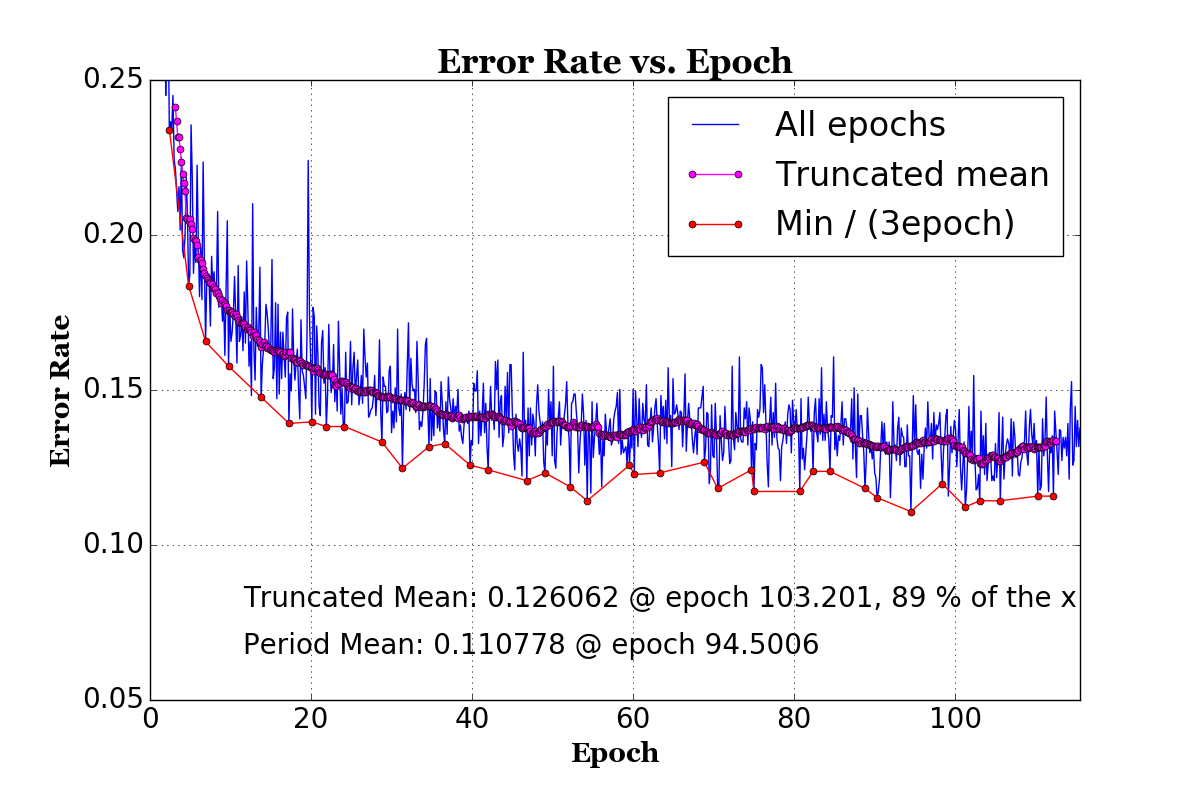 Error Rate vs. Epoch
0.25
0.20
0.15
0.10
0.05
Error Rate
All epochs
Truncated mean
Min / (3epoch)
Truncated Mean: 0.126062 @ epoch 103.201, 89 % of the x
Period Mean: 0.110778 @ epoch 94.5006
0 20 40 60 80 100
Epoch